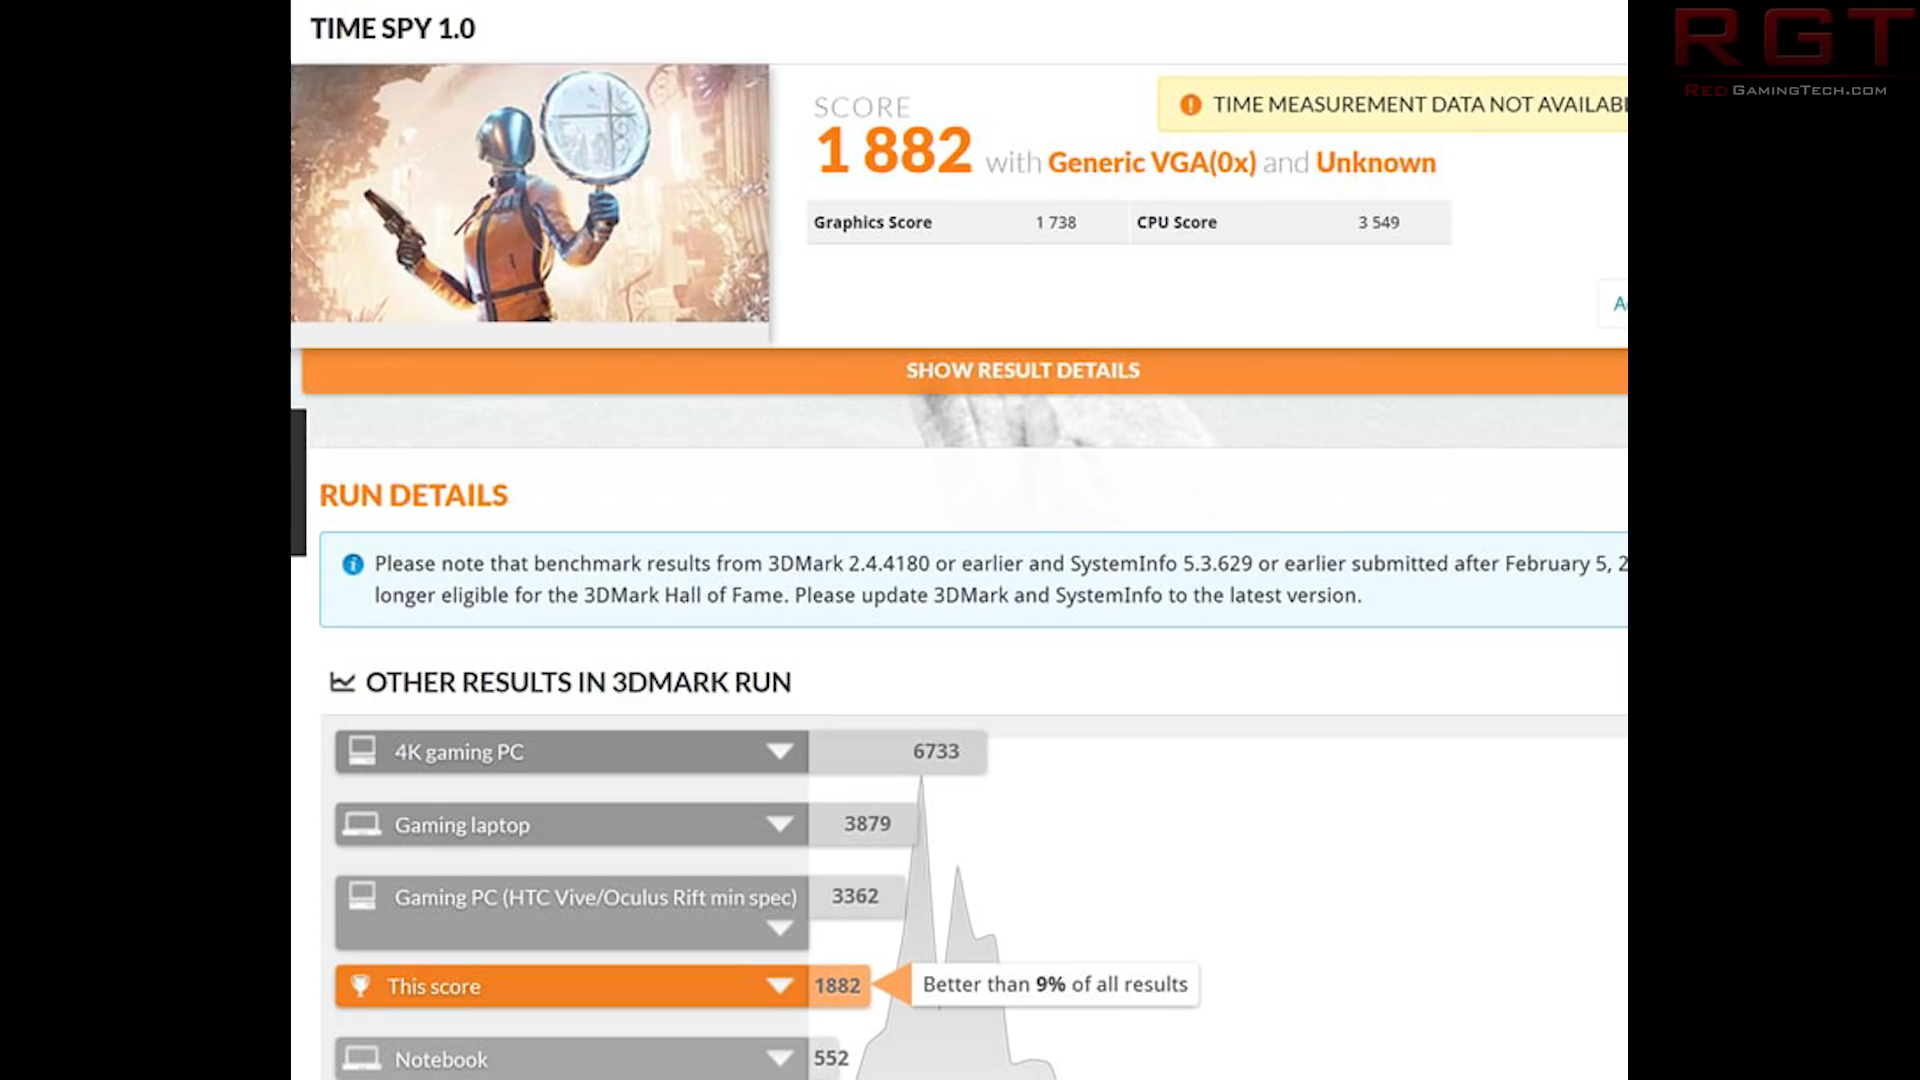 TIME SPY 1.0
RGT
RED GAMINGTECH.COM
SCORE
TIME MEASUREMENT DATA NOT AVAILAB
1 882 with Generic VGA(0x) and Unknown
Graphics Score 1 738 CPU Score 3 549
A
SHOW RESULT DETAILS
RUN DETAILS
Please note that benchmark results from 3DMark 2.4.4180 or earlier and SystemInfo 5.3.629 or earlier submitted after February 5, 2
longer eligible for the 3DMark Hall of Fame. Please update 3DMark and SystemInfo to the latest version.
OTHER RESULTS IN 3DMARK RUN
4K gaming PC 6733
Gaming laptop 3879
Gaming PC (HTC Vive/Oculus Rift min spec) 3362
This score 1882 Better than 9% of all results
Notebook 552